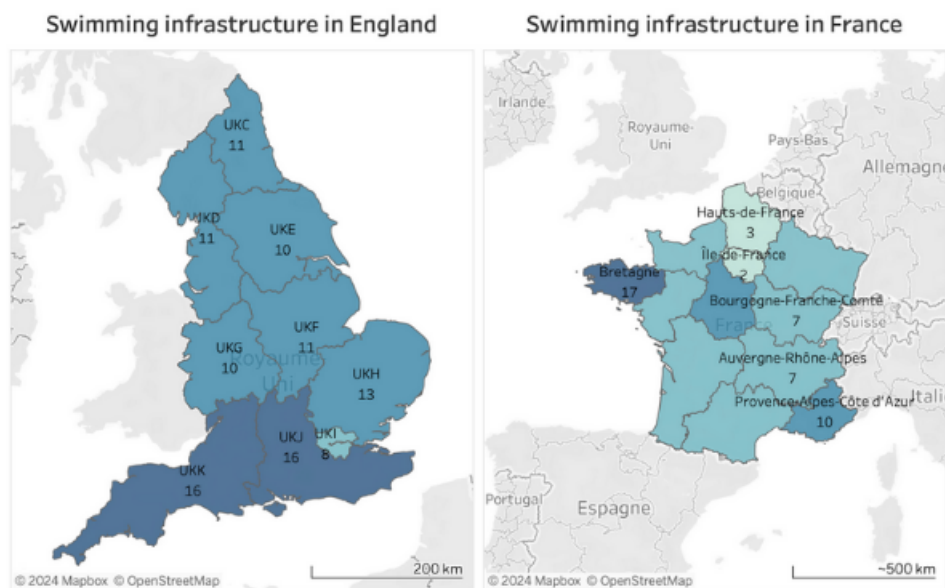 Swimming infrastructure in England
UKC
11
UKD
11
UKE
10
UKF
11
UKG
10
Royaume-
Uni
UKH
13
UKI
8
UKJ
16
UKK
16
200 km
© 2024 Mapbox © OpenStreetMap
Swimming infrastructure in France
Irlande
Royaume-
Uni
Pays-Bas
Allemagne
Belgique
Hauts-de-France
3
Île-de-France
2
Bretagne
17
Bourgogne-Franche-Comté
7
France
Suisse
Auvergne-Rhône-Alpes
7
Provence-Alpes-Côte d'Azur
10
Itali
Portugal
Espagne
~500 km
© 2024 Mapbox © OpenStreetMap